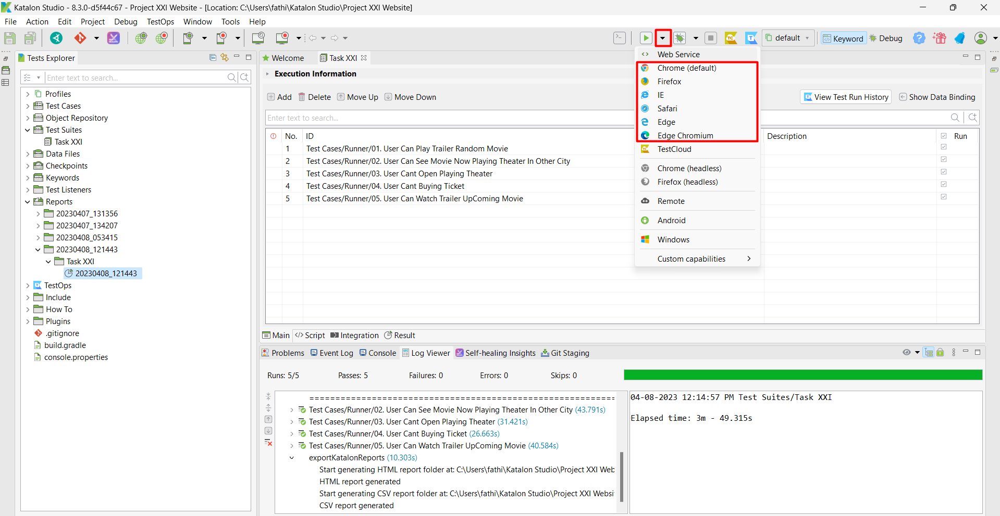 Katalon Studio - 8.3.0-d5f44c67 - Project XXI Website - [Location: C:\Users\fathi\Katalon Studio\Project XXI Website]
File Action Edit Project Debug TestOps Window Tools Help
default Keyword Debug
Tests Explorer
Enter text to search...
Profiles
Test Cases
Object Repository
Test Suites
Task XXI
Data Files
Checkpoints
Keywords
Test Listeners
Reports
20230407_131356
20230407_134207
20230408_053415
20230408_121443
Task XXI
20230408_121443
TestOps
Include
How To
Plugins
.gitignore
build.gradle
console.properties
Welcome Task XXI
Execution Information
Add Delete Move Up Move Down
View Test Run History Show Data Binding
Enter text to search...
No. ID Description Run
1 Test Cases/Runner/01. User Can Play Trailer Random Movie
2 Test Cases/Runner/02. User Can See Movie Now Playing Theater In Other City
3 Test Cases/Runner/03. User Cant Open Playing Theater
4 Test Cases/Runner/04. User Cant Buying Ticket
5 Test Cases/Runner/05. User Can Watch Trailer UpComing Movie
Web Service
Chrome (default)
Firefox
IE
Safari
Edge
Edge Chromium
TestCloud
Chrome (headless)
Firefox (headless)
Remote
Android
Windows
Custom capabilities
Main Script Integration Result
Problems Event Log Console Log Viewer Self-healing Insights Git Staging
Runs: 5/5 Passes: 5 Failures: 0 Errors: 0 Skips: 0
===========================================================
Test Cases/Runner/02. User Can See Movie Now Playing Theater In Other City (43.791s)
Test Cases/Runner/03. User Cant Open Playing Theater (31.421s)
Test Cases/Runner/04. User Cant Buying Ticket (26.663s)
Test Cases/Runner/05. User Can Watch Trailer UpComing Movie (40.584s)
exportKatalonReports (10.303s)
Start generating HTML report folder at: C:\Users\fathi\Katalon Studio\Project XXI Web
HTML report generated
Start generating CSV report folder at: C:\Users\fathi\Katalon Studio\Project XXI Websi
CSV report generated
04-08-2023 12:14:57 PM Test Suites/Task XXI
Elapsed time: 3m - 49.315s